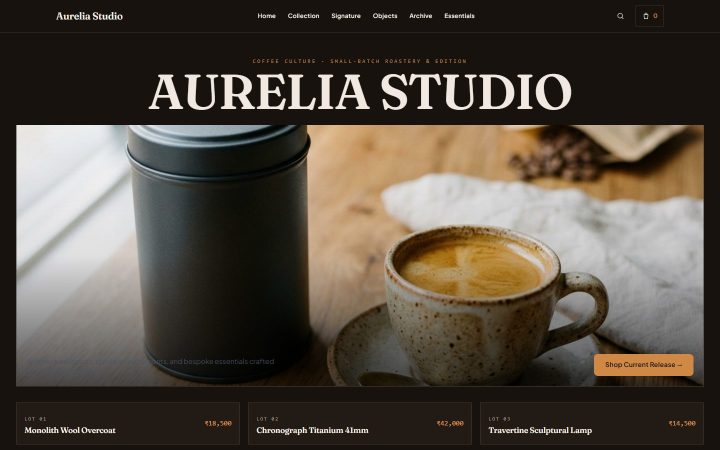 Aurelia Studio
Home Collection Signature Objects Archive Essentials
0
COFFEE CULTURE · SMALL-BATCH ROASTERY & EDITION
AURELIA STUDIO
and bespoke essentials crafted
Shop Current Release →
LOT 01
Monolith Wool Overcoat
₹18,500
LOT 02
Chronograph Titanium 41mm
₹42,000
LOT 03
Travertine Sculptural Lamp
₹14,500